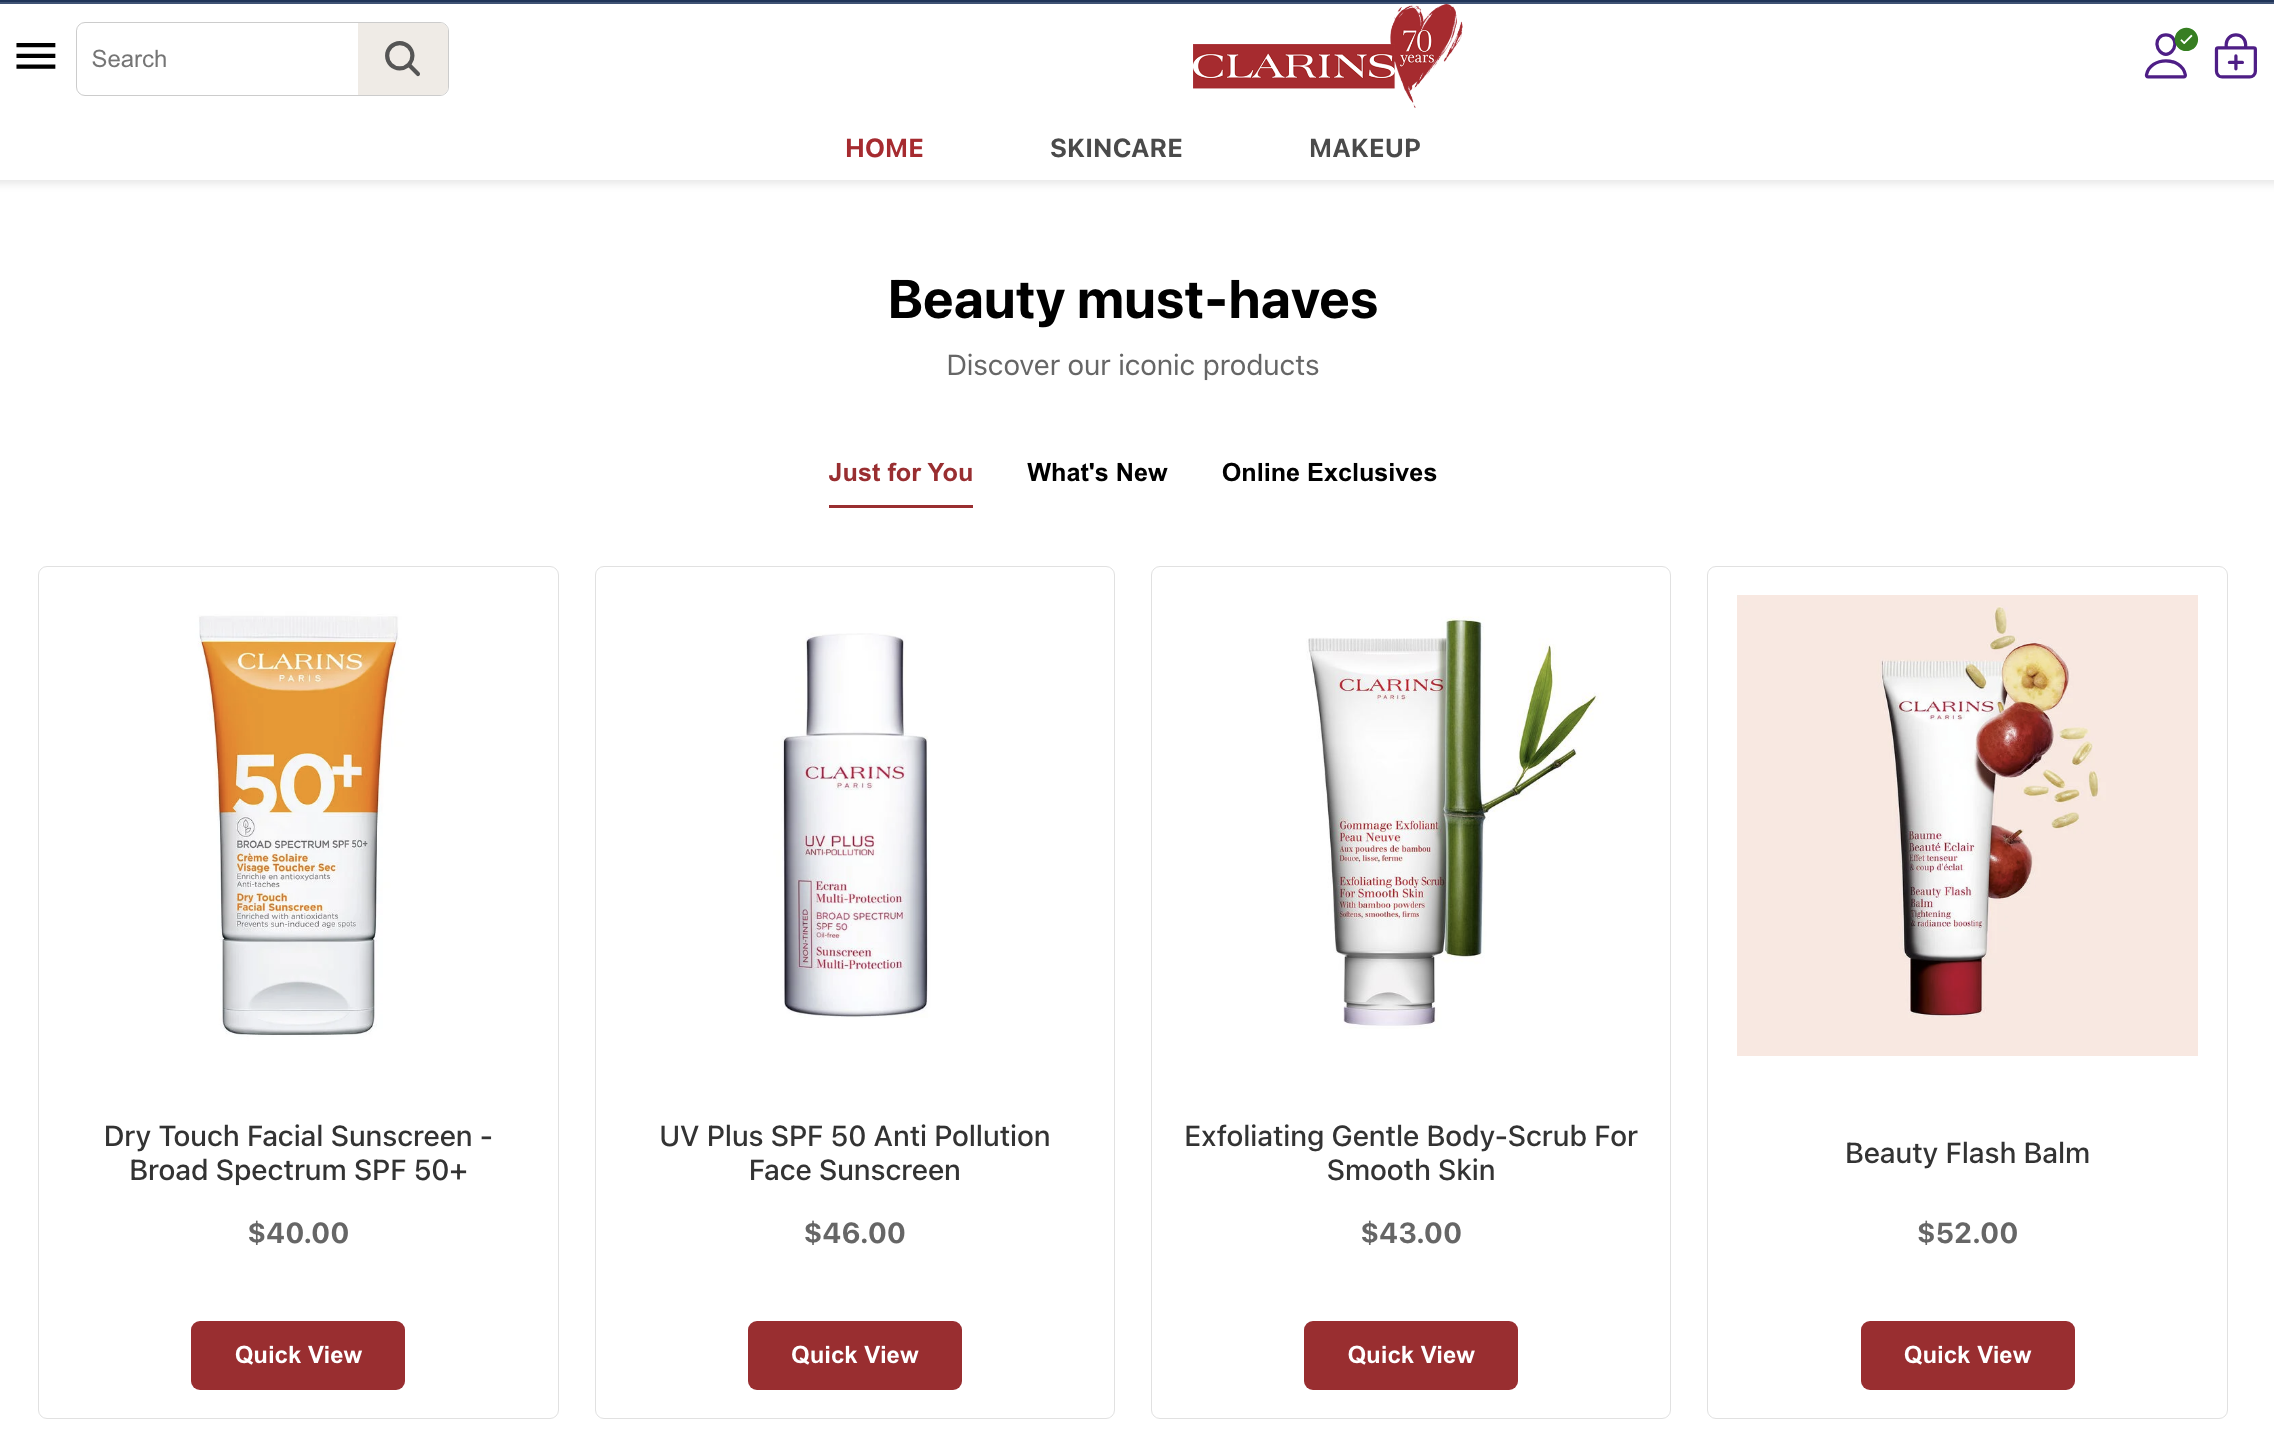 Search
CLARINS
70
years
HOME
SKINCARE
MAKEUP
Beauty must-haves
Discover our iconic products
Just for You
What's New
Online Exclusives
CLARINS
PARIS
50+
BROAD SPECTRUM SPF 50+
Crème Solaire
Visage Toucher Sec
Enrichie en antioxydants
Anti-taches
Dry Touch
Facial Sunscreen
Enriched with antioxidants
Prevents sun-induced age spots
Dry Touch Facial Sunscreen -
Broad Spectrum SPF 50+
$40.00
Quick View
CLARINS
PARIS
UV PLUS
ANTI-POLLUTION
NON-TINTED
Ecran
Multi-Protection
BROAD SPECTRUM
SPF 50
Oil-free
Sunscreen
Multi-Protection
UV Plus SPF 50 Anti Pollution
Face Sunscreen
$46.00
Quick View
CLARINS
PARIS
Gommage Exfoliant
Peau Neuve
Aux poudres de bambou
Douce, lisse, ferme
Exfoliating Body Scrub
For Smooth Skin
With bamboo powders
Softens, smoothes, firms
Exfoliating Gentle Body-Scrub For
Smooth Skin
$43.00
Quick View
CLARINS
PARIS
Baume
Beauté Eclair
Effet tenseur
& coup d'éclat
Beauty Flash
Balm
Tightening
& radiance boosting
Beauty Flash Balm
$52.00
Quick View